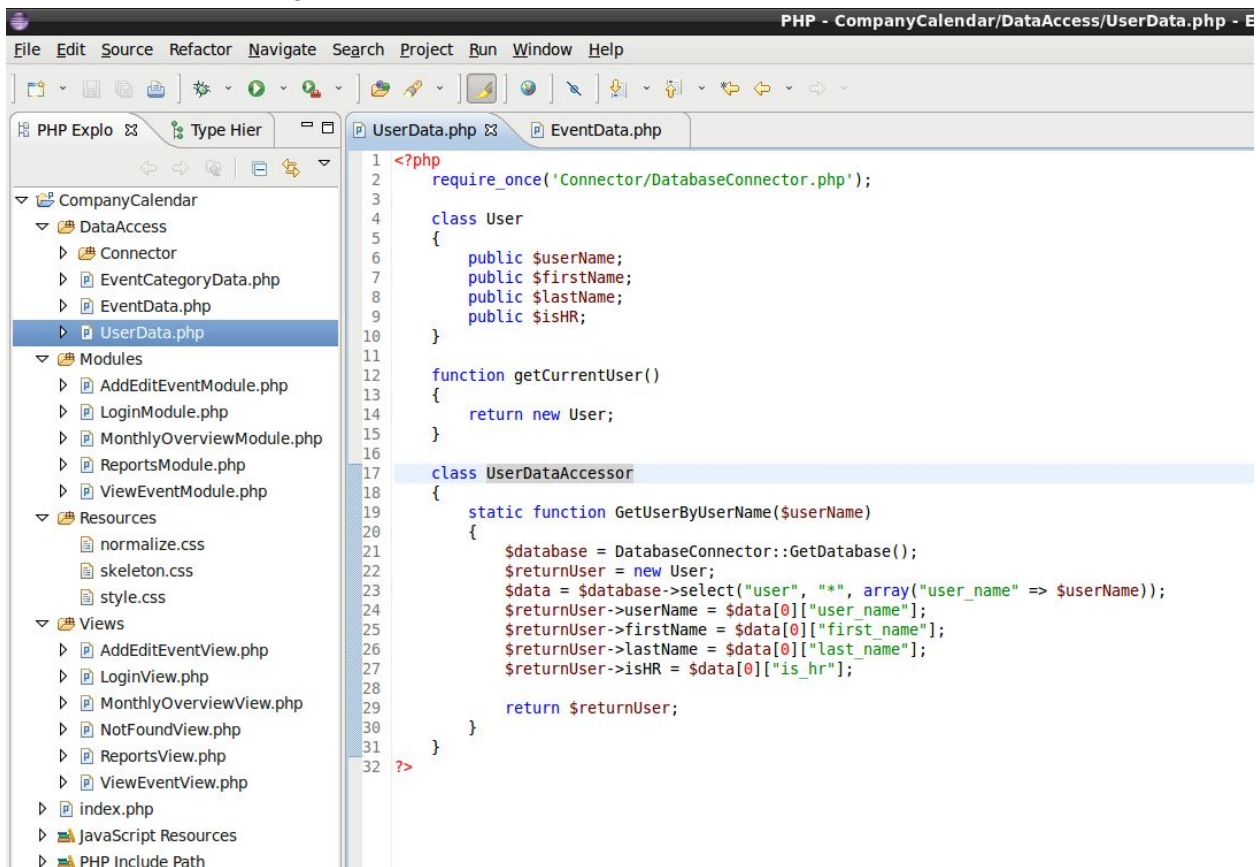 PHP - CompanyCalendar/DataAccess/UserData.php - E
File Edit Source Refactor Navigate Search Project Run Window Help
PHP Explo Type Hier
UserData.php EventData.php
CompanyCalendar
DataAccess
Connector
EventCategoryData.php
EventData.php
UserData.php
Modules
AddEditEventModule.php
LoginModule.php
MonthlyOverviewModule.php
ReportsModule.php
ViewEventModule.php
Resources
normalize.css
skeleton.css
style.css
Views
AddEditEventView.php
LoginView.php
MonthlyOverviewView.php
NotFoundView.php
ReportsView.php
ViewEventView.php
index.php
JavaScript Resources
PHP Include Path
1 <?php
2     require_once('Connector/DatabaseConnector.php');
3
4     class User
5     {
6         public $userName;
7         public $firstName;
8         public $lastName;
9         public $isHR;
10     }
11
12     function getCurrentUser()
13     {
14         return new User;
15     }
16
17     class UserDataAccessor
18     {
19         static function GetUserByUserName($userName)
20         {
21             $database = DatabaseConnector::GetDatabase();
22             $returnUser = new User;
23             $data = $database->select("user", "*", array("user_name" => $userName));
24             $returnUser->userName = $data[0]["user_name"];
25             $returnUser->firstName = $data[0]["first_name"];
26             $returnUser->lastName = $data[0]["last_name"];
27             $returnUser->isHR = $data[0]["is_hr"];
28
29             return $returnUser;
30         }
31     }
32 ?>